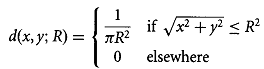 d(x, y; R) = { 1/πR² if √x² + y² ≤ R²
0 elsewhere